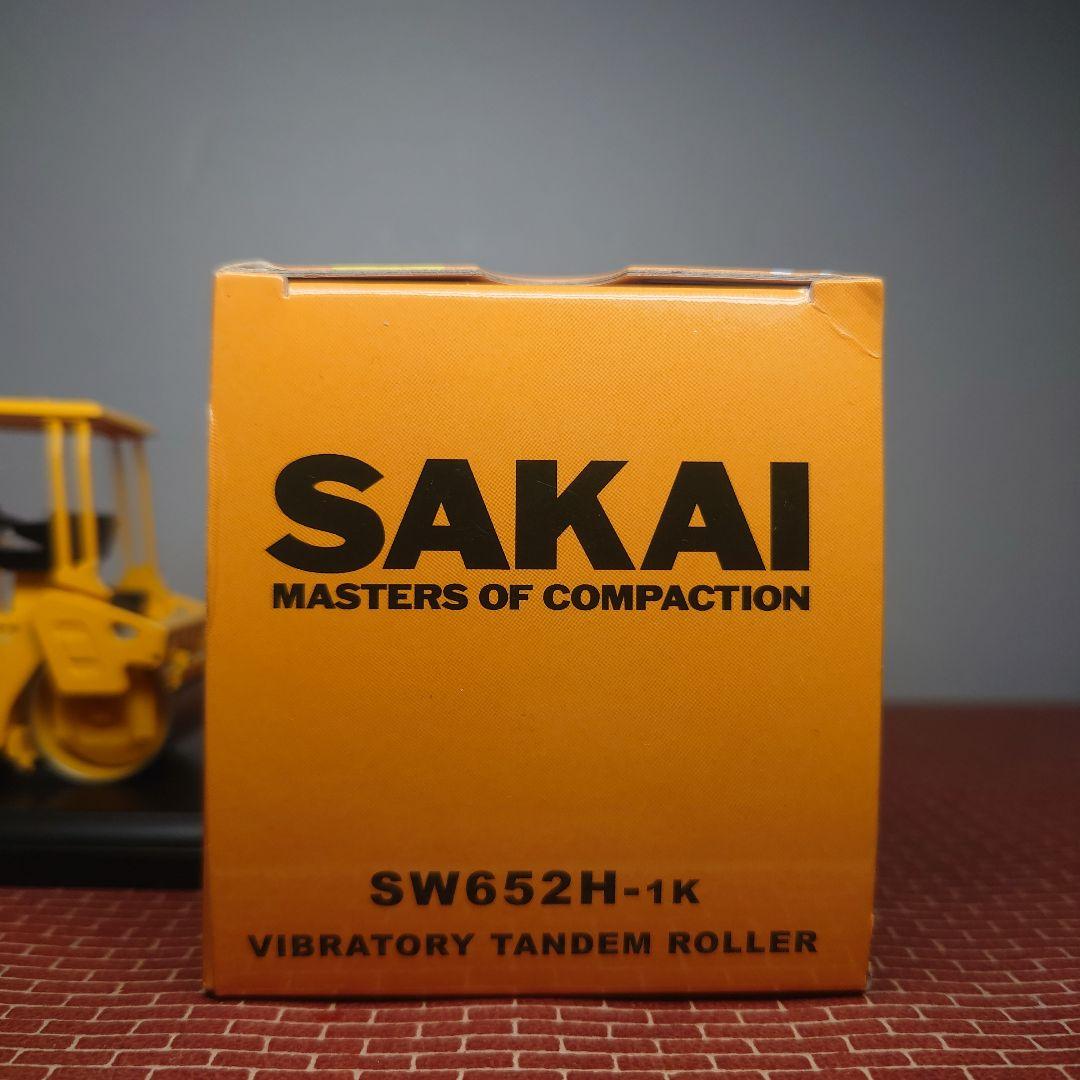 SAKAI
MASTERS OF COMPACTION
SW652H-1K
VIBRATORY TANDEM ROLLER